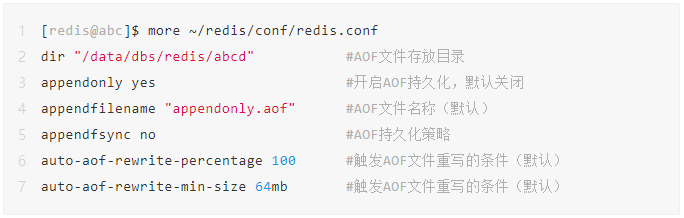 1 [redis@abc]$ more ~/redis/conf/redis.conf
2 dir "/data/dbs/redis/abcd" #AOF文件存放目录
3 appendonly yes #开启AOF持久化，默认关闭
4 appendfilename "appendonly.aof" #AOF文件名称（默认）
5 appendfsync no #AOF持久化策略
6 auto-aof-rewrite-percentage 100 #触发AOF文件重写的条件（默认）
7 auto-aof-rewrite-min-size 64mb #触发AOF文件重写的条件（默认）